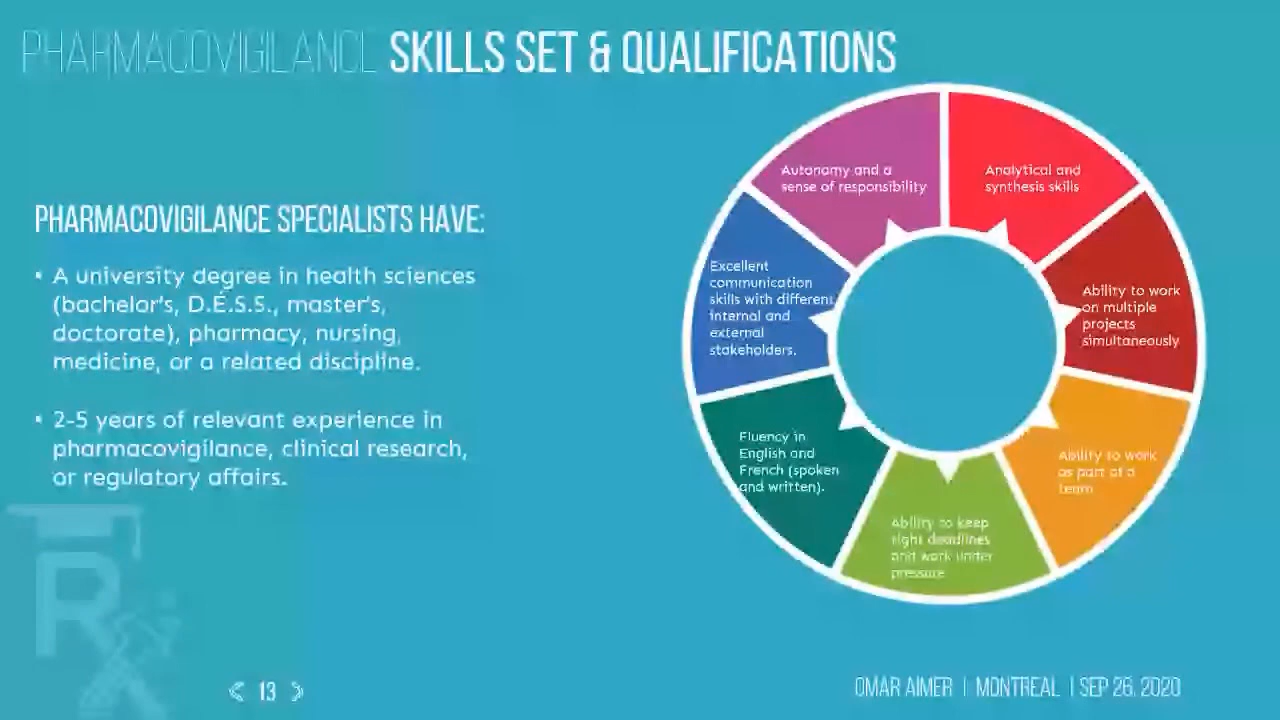 PHARMACOVIGILANCE SKILLS SET & QUALIFICATIONS
PHARMACOVIGILANCE SPECIALISTS HAVE:
• A university degree in health sciences
(bachelor's, D.É.S.S., master's,
doctorate), pharmacy, nursing,
medicine, or a related discipline.
• 2-5 years of relevant experience in
pharmacovigilance, clinical research,
or regulatory affairs.
Autonomy and a
sense of responsibility
Analytical and
synthesis skills
Excellent
communication
skills with different
internal and
external
stakeholders.
Ability to work
on multiple
projects
simultaneously
Fluency in
English and
French (spoken
and written).
Ability to work
as part of a
team
Ability to keep
tight deadlines
and work under
pressure
Rx
13
OMAR AIMER | MONTREAL | SEP 26, 2020